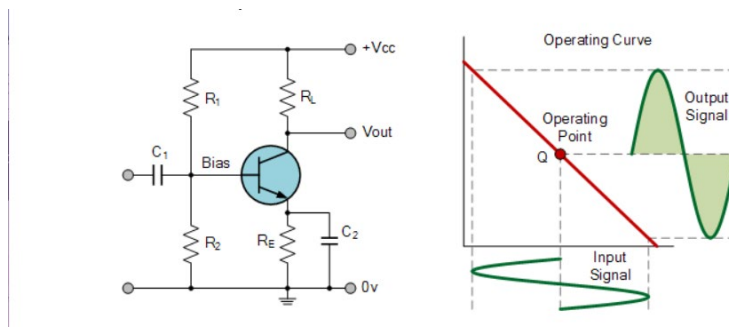 +Vcc
R1
RL
Vout
C1
Bias
R2
RE
C2
0v
Operating Curve
Output
Signal
Operating
Point
Q
Input
Signal